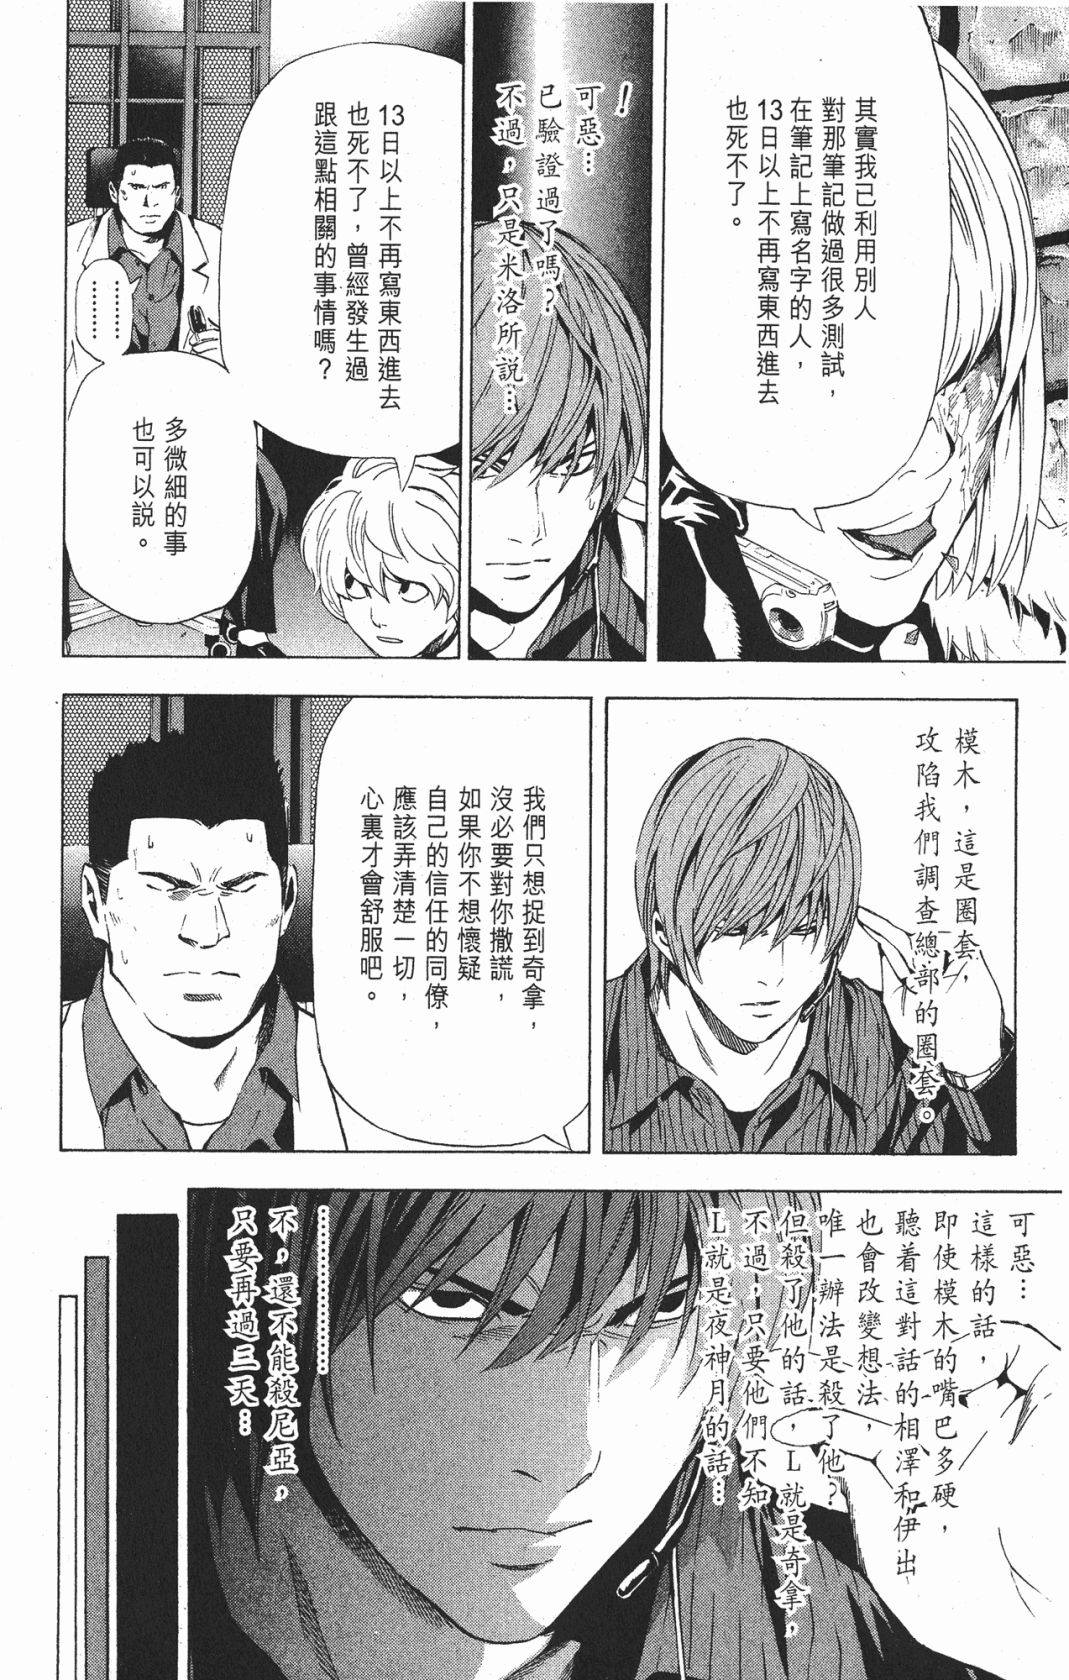 其實我已利用別人
對那筆記做過很多測試，
在筆記上寫名字的人，
13日以上不再寫東西進去
也死不了。
！
可惡…
已驗證過了嗎？
不過，只是米洛所說…
13日以上不再寫東西進去
也死不了，曾經發生過
跟這點相關的事情嗎？
………
多微細的事
也可以說。
模木，這是圈套，
攻陷我們調查總部的圈套。
我們只想捉到奇拿，
沒必要對你撒謊，
如果你不想懷疑
自己的信任的同僚，
應該弄清楚一切，
心裏才會舒服吧。
可惡…
這樣的話，
即使模木的嘴巴多硬，
聽着這對話的相澤和伊出
也會改變想法，
唯一辦法是殺了他？
但殺了他的話，L就是奇拿，
不過，只要他們不知
L就是夜神月的話…
………………
不，還不能殺尼亞，
只要再過三天…